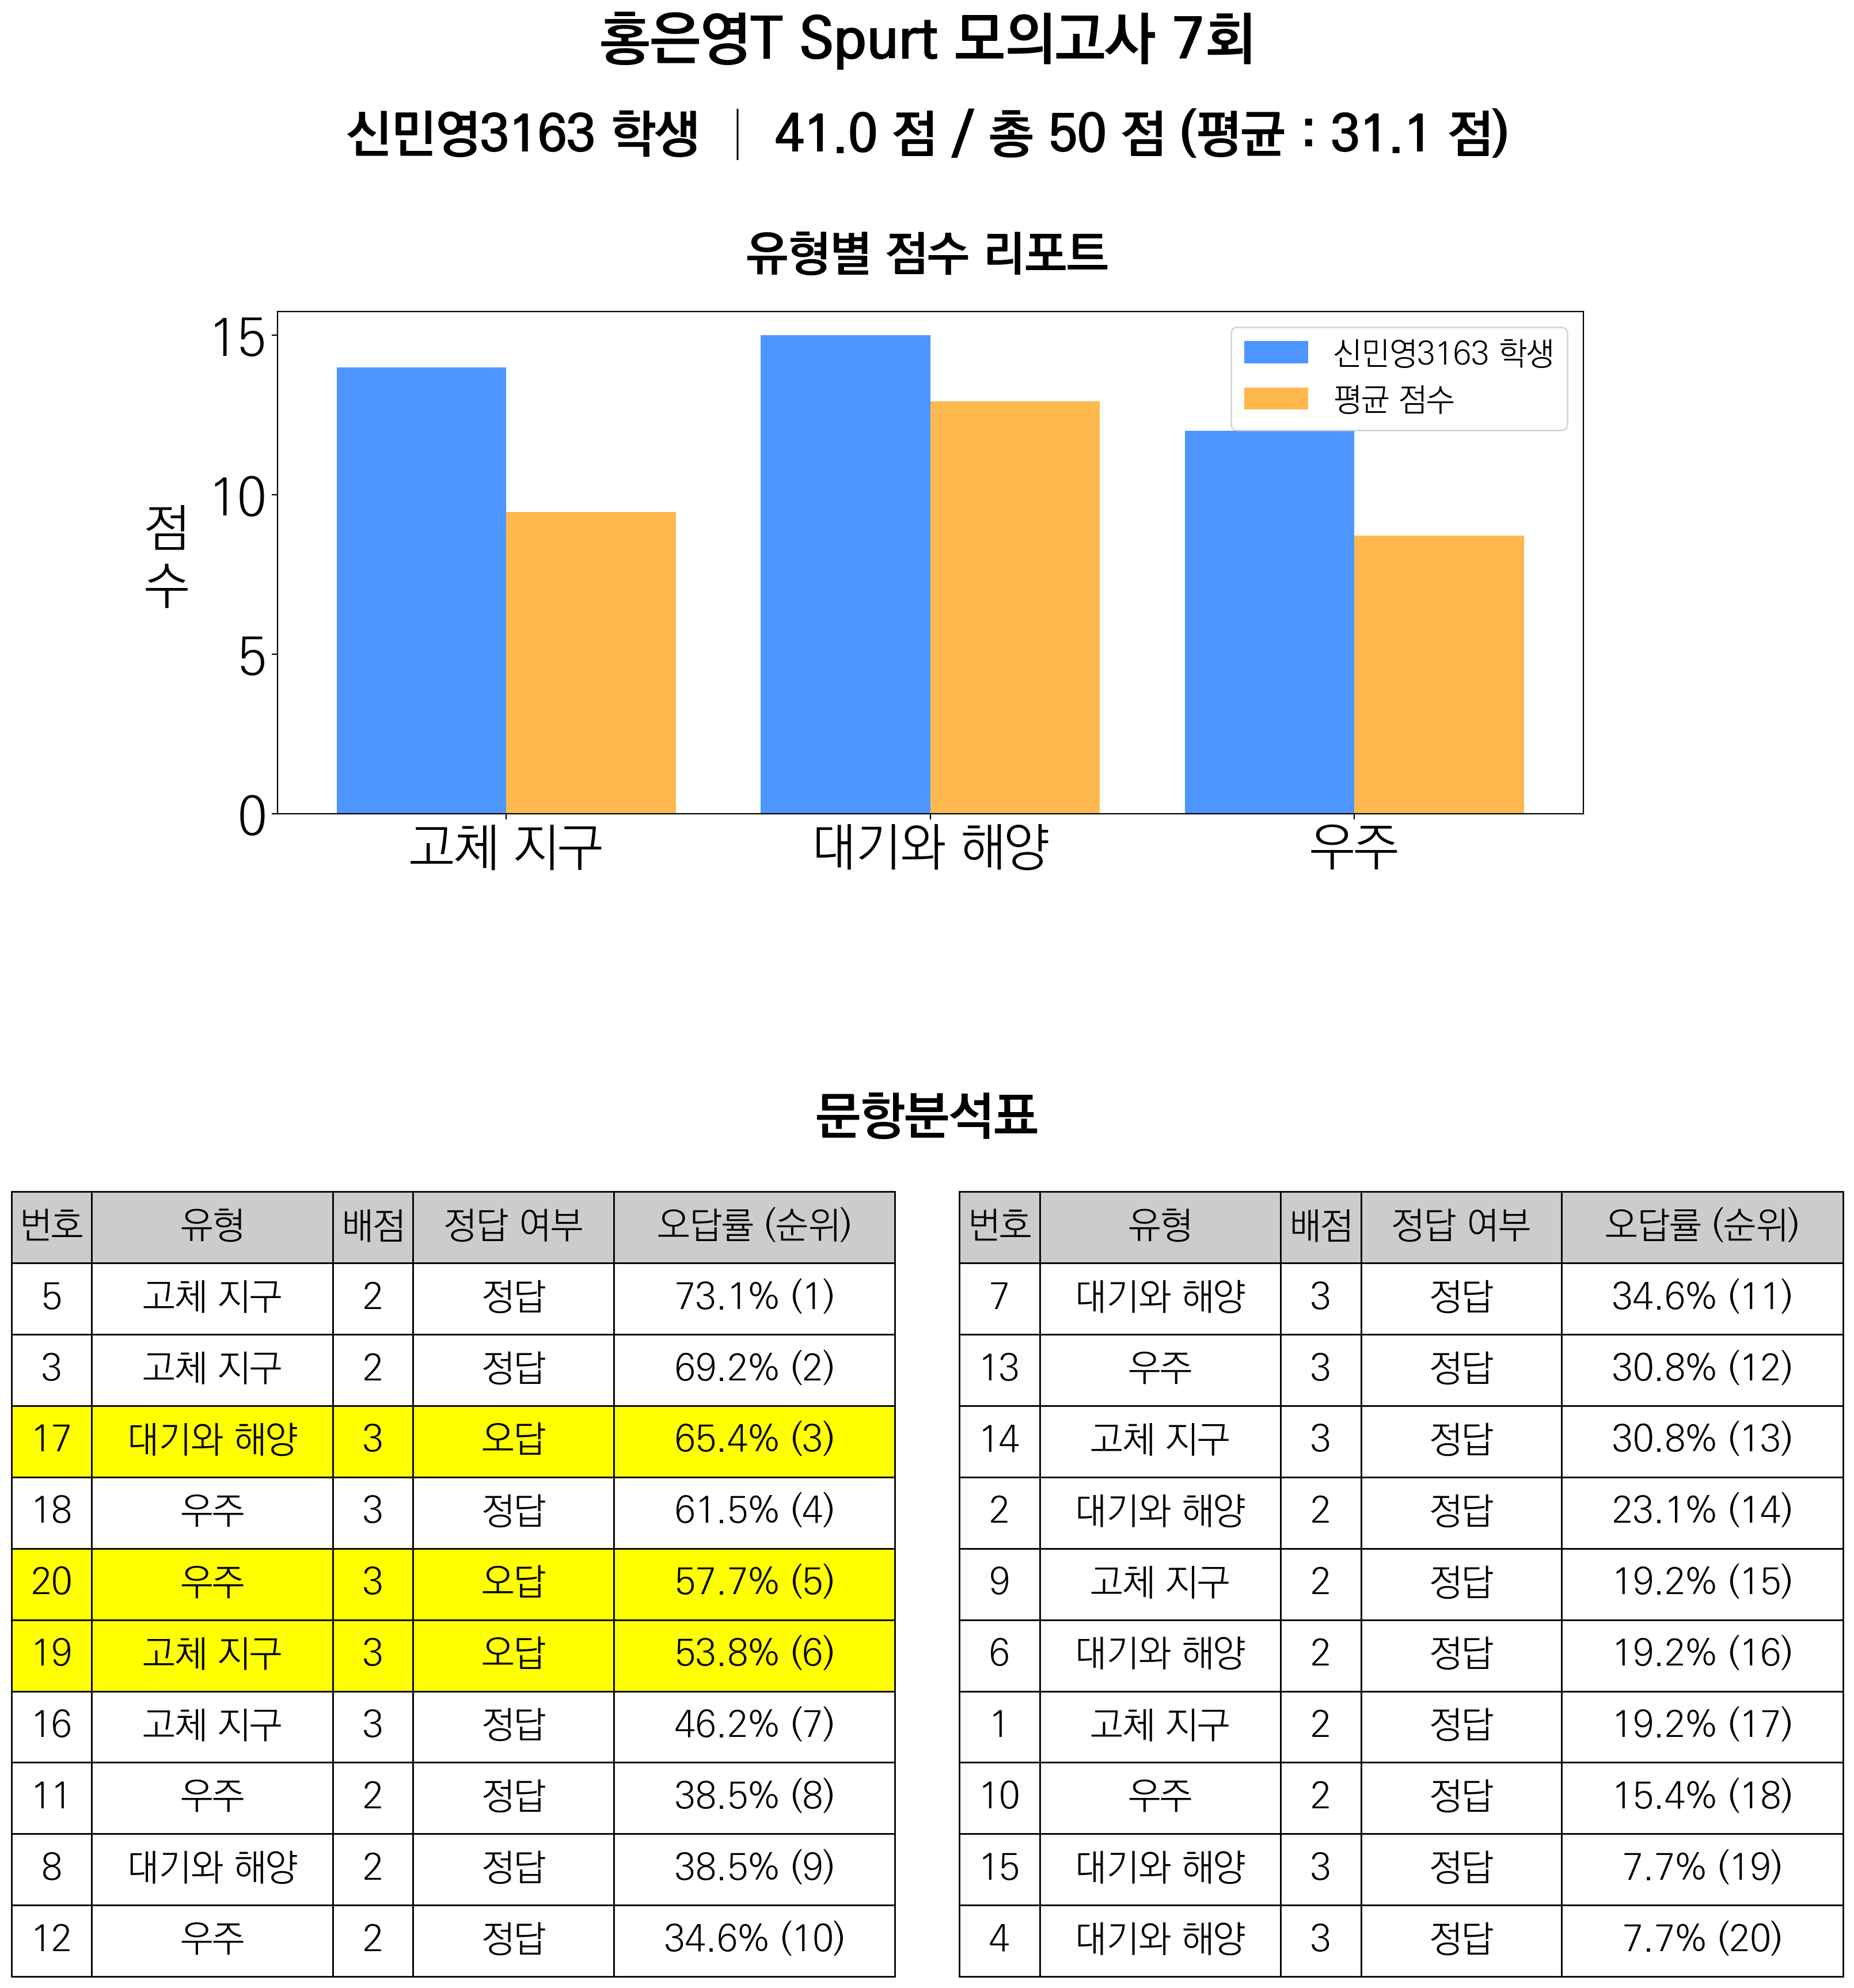 홍은영T Spurt 모의고사 7회
신민영3163 학생 │ 41.0 점 / 총 50 점 (평균 : 31.1 점)
유형별 점수 리포트
점
수
15
10
5
0
신민영3163 학생
평균 점수
고체 지구 대기와 해양 우주
문항분석표
번호 유형 배점 정답 여부 오답률 (순위)
5 고체 지구 2 정답 73.1% (1)
3 고체 지구 2 정답 69.2% (2)
17 대기와 해양 3 오답 65.4% (3)
18 우주 3 정답 61.5% (4)
20 우주 3 오답 57.7% (5)
19 고체 지구 3 오답 53.8% (6)
16 고체 지구 3 정답 46.2% (7)
11 우주 2 정답 38.5% (8)
8 대기와 해양 2 정답 38.5% (9)
12 우주 2 정답 34.6% (10)
번호 유형 배점 정답 여부 오답률 (순위)
7 대기와 해양 3 정답 34.6% (11)
13 우주 3 정답 30.8% (12)
14 고체 지구 3 정답 30.8% (13)
2 대기와 해양 2 정답 23.1% (14)
9 고체 지구 2 정답 19.2% (15)
6 대기와 해양 2 정답 19.2% (16)
1 고체 지구 2 정답 19.2% (17)
10 우주 2 정답 15.4% (18)
15 대기와 해양 3 정답 7.7% (19)
4 대기와 해양 3 정답 7.7% (20)